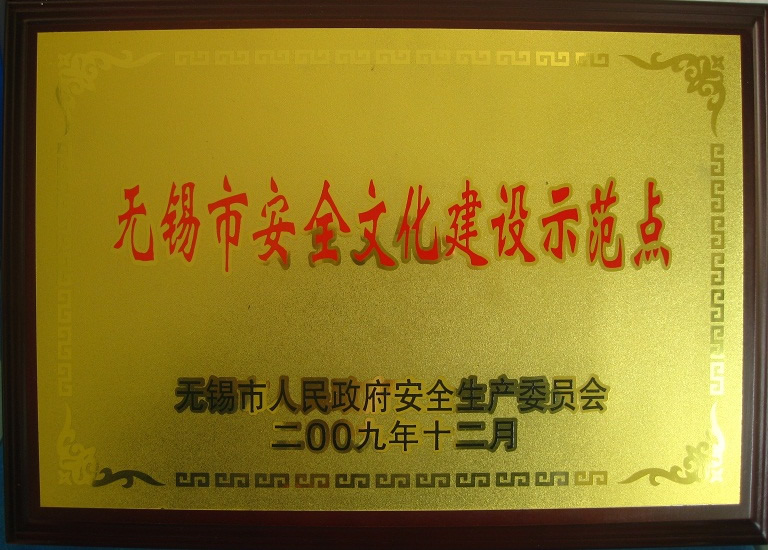 无锡市安全文化建设示范点
无锡市人民政府安全生产委员会
二00九年十二月